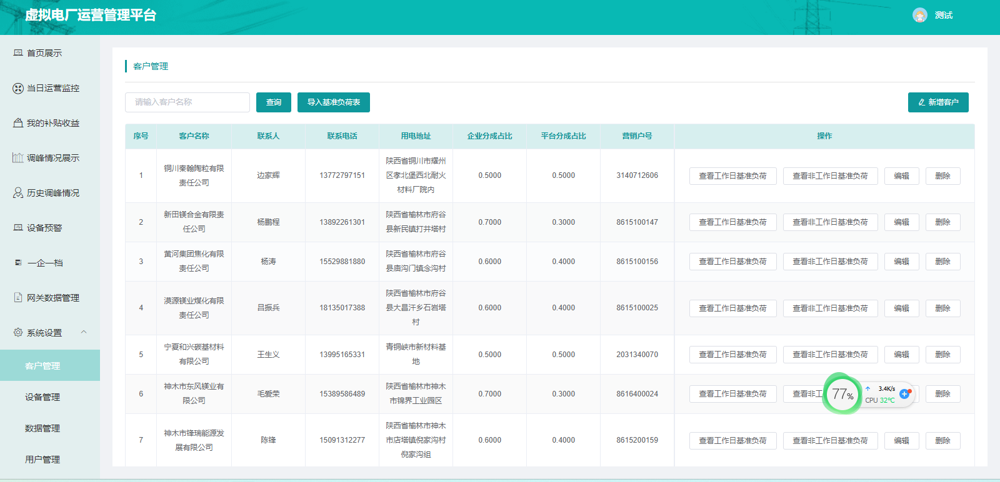 虚拟电厂运营管理平台
测试
首页展示
当日运营监控
我的补贴收益
调峰情况展示
历史调峰情况
设备预警
一企一档
网关数据管理
系统设置
客户管理
设备管理
数据管理
用户管理
客户管理
请输入客户名称
查询
导入基准负荷表
新增客户
序号 客户名称 联系人 联系电话 用电地址 企业分成占比 平台分成占比 营销户号 操作
1 铜川秦翰陶粒有限 边家辉 13772797151 陕西省铜川市耀州 0.5000 0.5000 3140712606 查看工作日基准负荷 查看非工作日基准负荷 编辑 删除
责任公司 区孝北堡西北耐火
材料厂院内
2 新田镁合金有限责 杨鹏程 13892261301 陕西省榆林市府谷 0.7000 0.3000 8615100147 查看工作日基准负荷 查看非工作日基准负荷 编辑 删除
任公司 县新民镇打井塔村
3 黄河集团焦化有限 杨涛 15529881880 陕西省榆林市府谷 0.6000 0.4000 8615100156 查看工作日基准负荷 查看非工作日基准负荷 编辑 删除
责任公司 县庙沟门镇念沟村
4 漠源镁业煤化有限 吕振兵 18135017388 陕西省榆林市府谷 0.6000 0.4000 8615100025 查看工作日基准负荷 查看非工作日基准负荷 编辑 删除
责任公司 县大昌汗乡石岩塔
村
5 宁夏和兴碳基材料 王生义 13995165331 青铜峡市新材料基 0.5000 0.5000 2031340070 查看工作日基准负荷 查看非工作日基准负荷 编辑 删除
有限公司 地
6 神木市东风镁业有 毛爱荣 15389586489 陕西省榆林市神木 0.7000 0.3000 8616400024 查看工作日基准负荷 查看非工 删除
限公司 市锦界工业园区
77% 3.4K/s
CPU 32℃
7 神木市锋瑞能源发 陈锋 15091312277 陕西省榆林市神木 0.6000 0.4000 8615200159 查看工作日基准负荷 查看非工作日基准负荷 编辑 删除
展有限公司 市店塔镇倪家沟村
倪家沟组